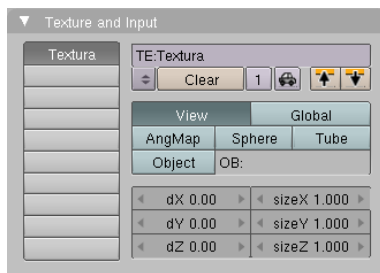 Texture and Input
Textura
TE:Textura
Clear
1
View Global
AngMap Sphere Tube
Object OB:
dX 0.00 sizeX 1.000
dY 0.00 sizeY 1.000
dZ 0.00 sizeZ 1.000